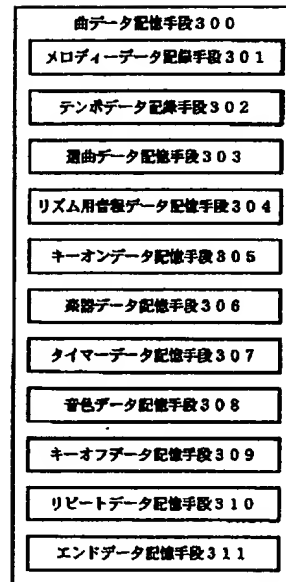 曲データ記憶手段300
メロディーデータ記録手段301
テンポデータ記録手段302
選曲データ記憶手段303
リズム用音程データ記憶手段304
キーオンデータ記憶手段305
楽器データ記憶手段306
タイマーデータ記憶手段307
音色データ記憶手段308
キーオフデータ記憶手段309
リピートデータ記憶手段310
エンドデータ記憶手段311